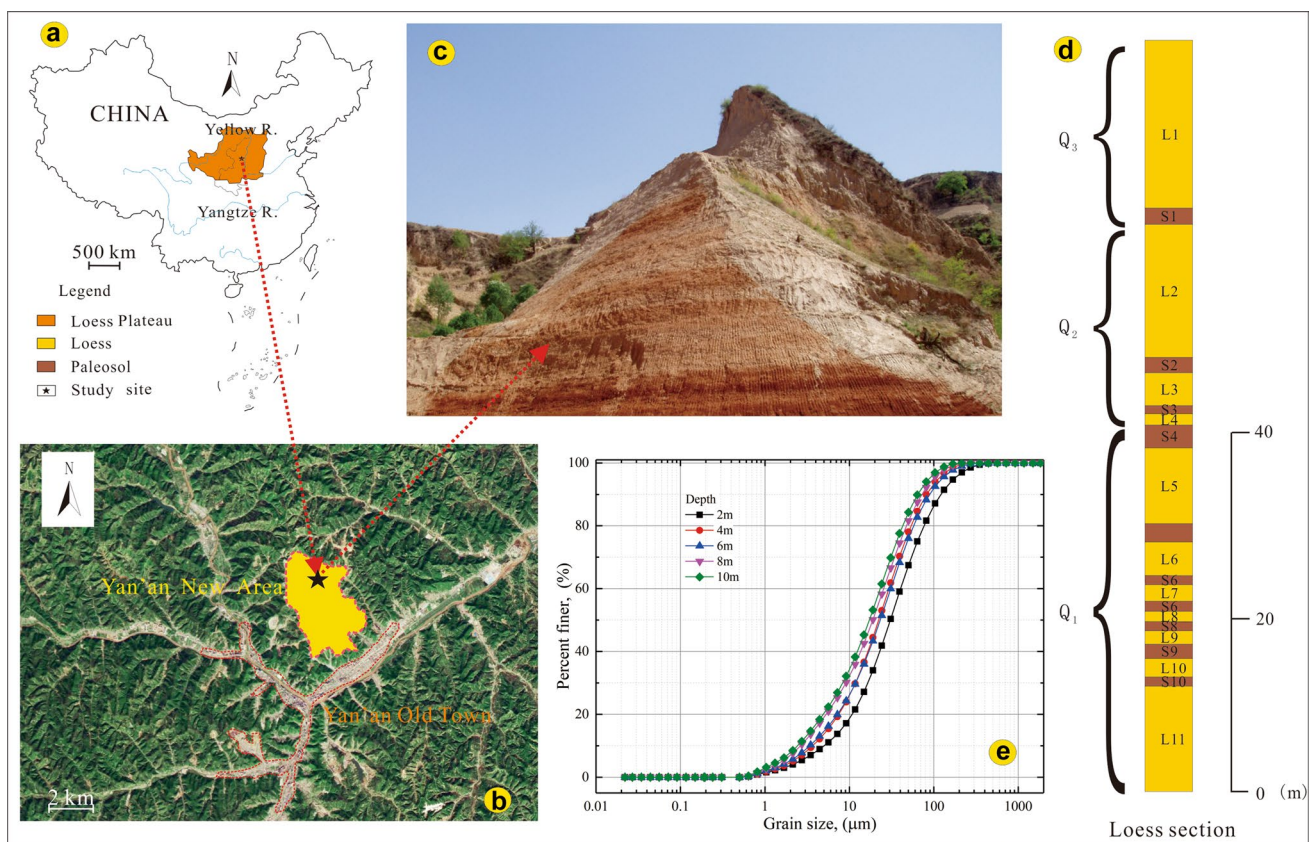 a
N
CHINA
Yellow R.
Yangtze R.
500 km
Legend
Loess Plateau
Loess
Paleosol
Study site
N
Yan'an New Area
Yan'an Old Town
2 km
b
c
100
80
60
40
20
0
Percent finer, (%)
Depth
2m
4m
6m
8m
10m
e
0.01
0.1
1
10
100
1000
Grain size, (μm)
d
Q3
Q2
Q1
L1
S1
L2
S2
L3
S3
L4
S4
L5
L6
S6
L7
S6
L8
S8
L9
S9
L10
S10
L11
40
20
0 (m)
Loess section